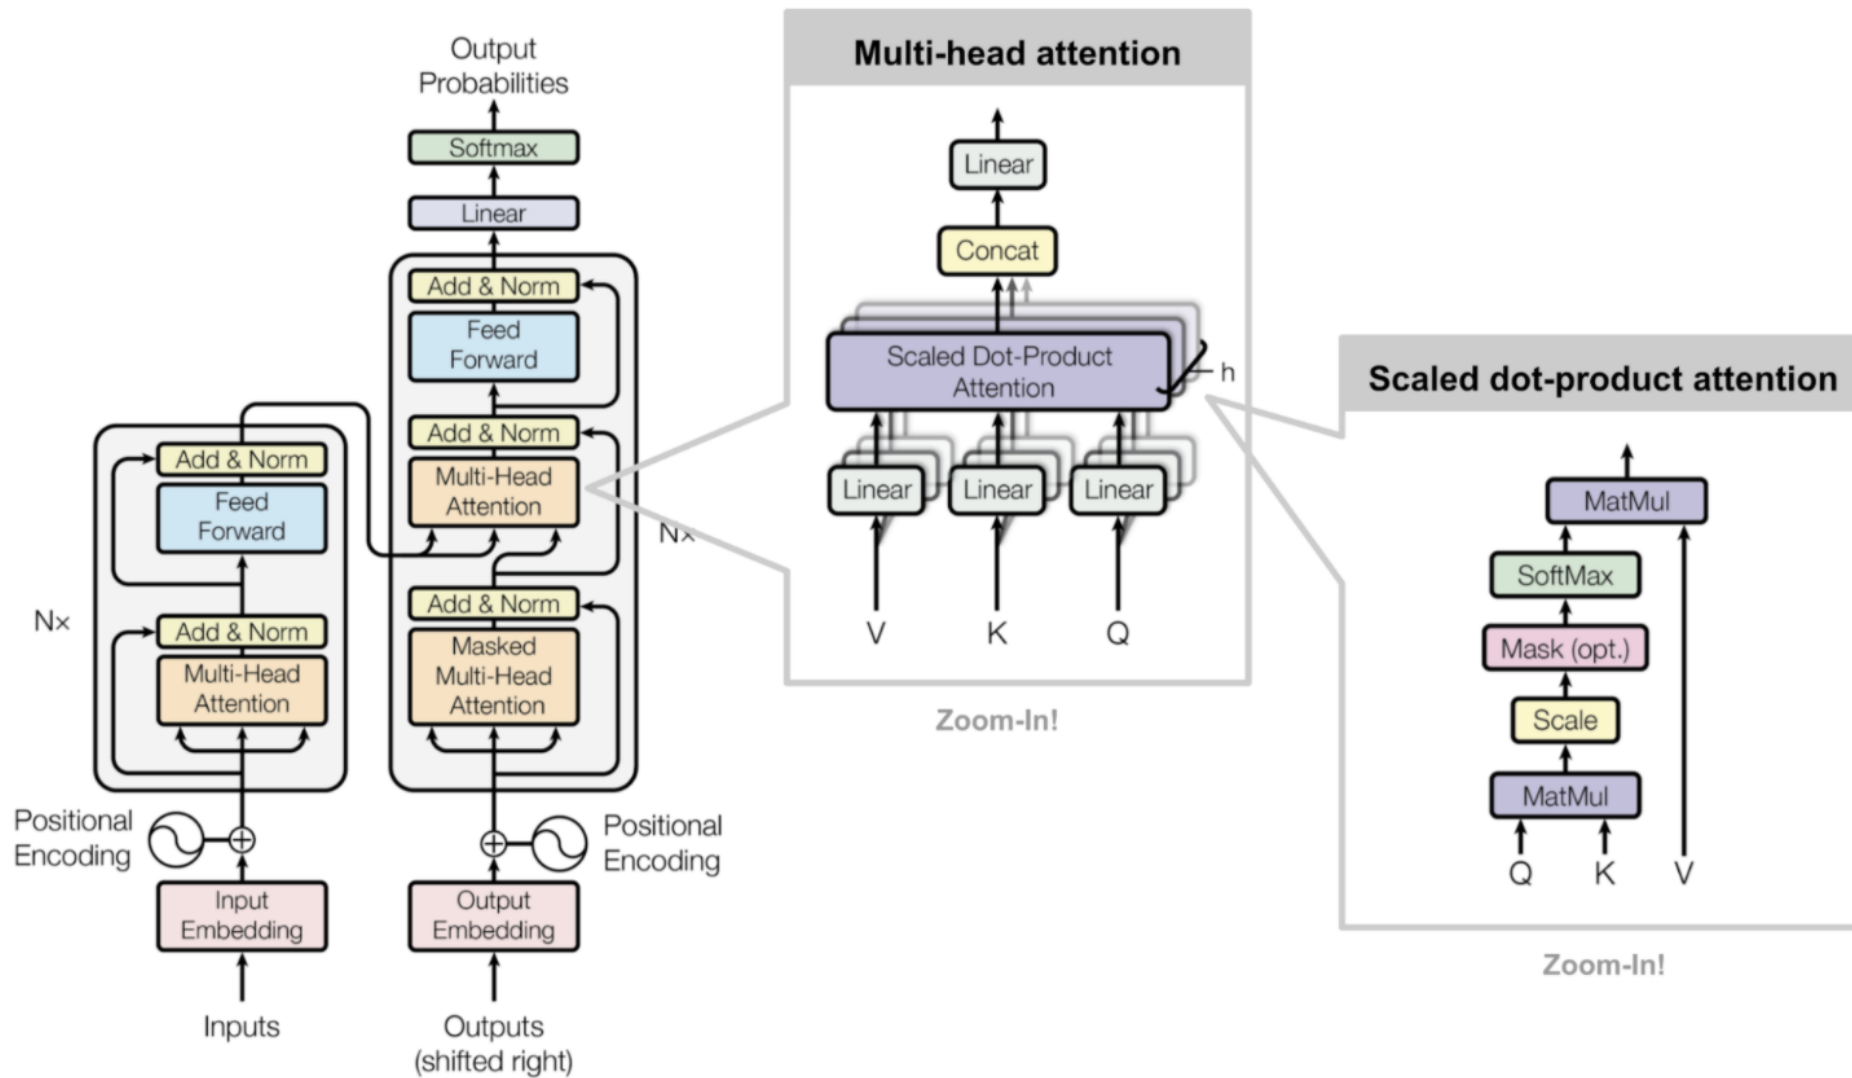 Output
Probabilities
Softmax
Linear
Add & Norm
Feed
Forward
Add & Norm
Multi-Head
Attention
Nx
Add & Norm
Masked
Multi-Head
Attention
Positional
Encoding
Output
Embedding
Outputs
(shifted right)
Add & Norm
Feed
Forward
Nx
Add & Norm
Multi-Head
Attention
Positional
Encoding
Input
Embedding
Inputs
Multi-head attention
Linear
Concat
Scaled Dot-Product
Attention
h
Linear
Linear
Linear
V
K
Q
Zoom-In!
Scaled dot-product attention
MatMul
SoftMax
Mask (opt.)
Scale
MatMul
Q
K
V
Zoom-In!